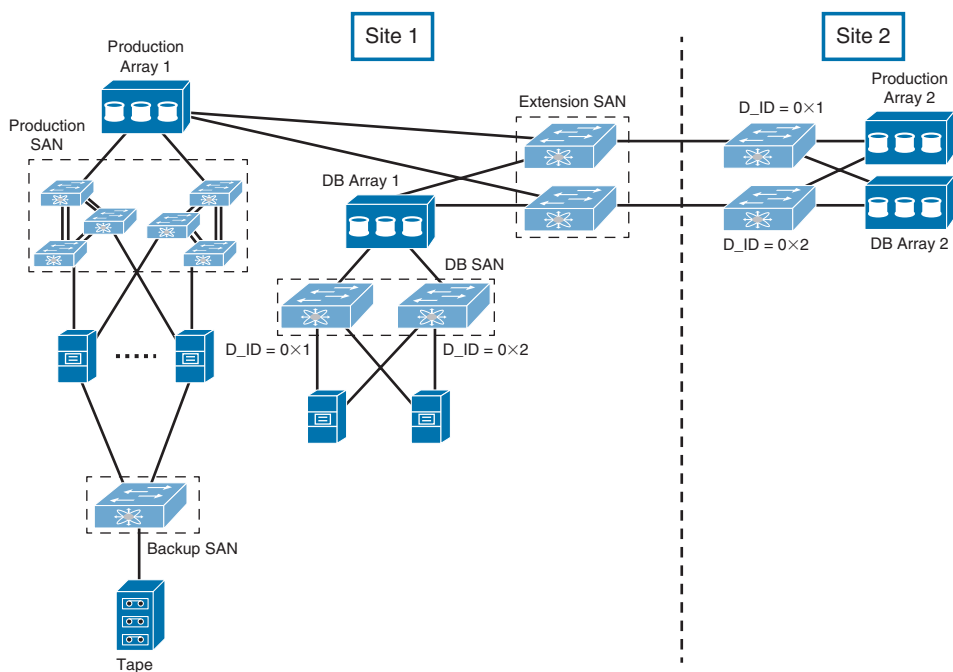 Site 1
Site 2
Production
Array 1
Production
SAN
Extension SAN
D_ID = 0×1
Production
Array 2
DB Array 1
DB SAN
D_ID = 0×2
DB Array 2
D_ID = 0×1
D_ID = 0×2
Backup SAN
Tape